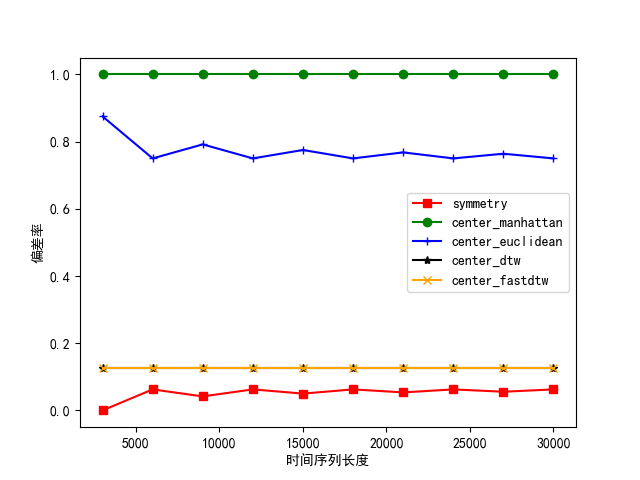 1.0
0.8
0.6
0.4
0.2
0.0
偏差率
symmetry
center_manhattan
center_euclidean
center_dtw
center_fastdtw
5000 10000 15000 20000 25000 30000
时间序列长度